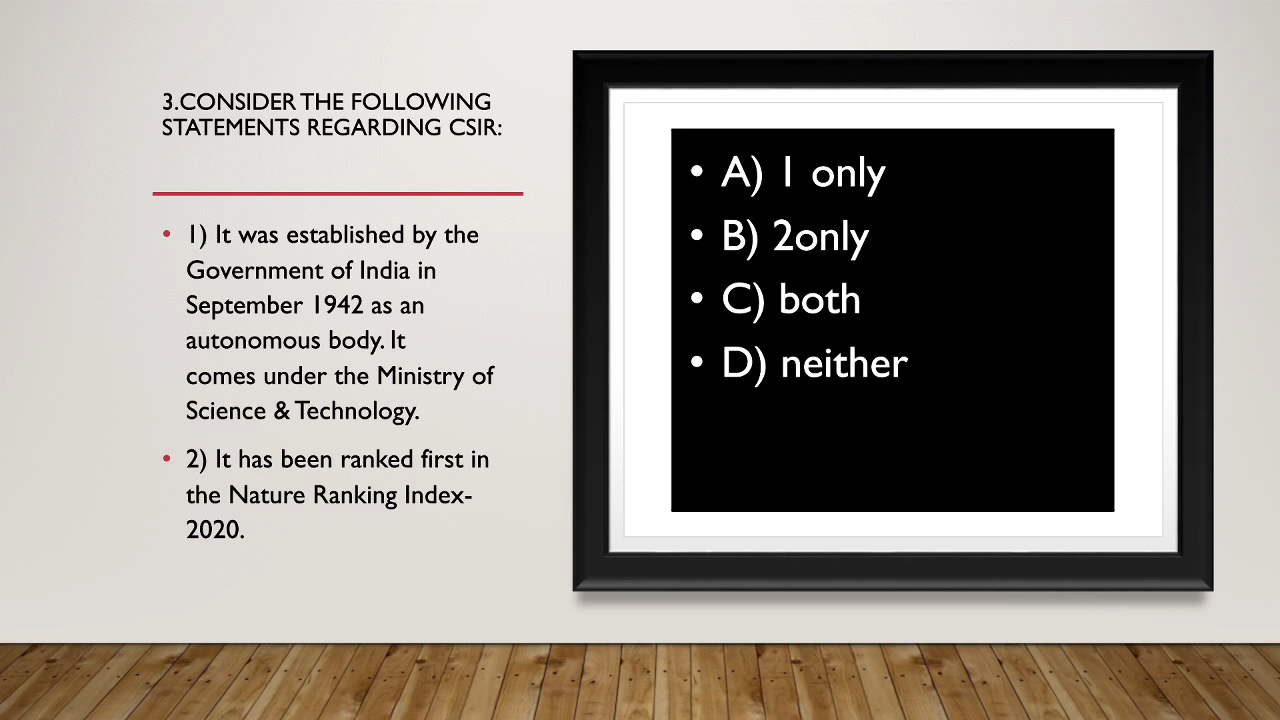 3.CONSIDER THE FOLLOWING
STATEMENTS REGARDING CSIR:
• 1) It was established by the
Government of India in
September 1942 as an
autonomous body. It
comes under the Ministry of
Science & Technology.
• 2) It has been ranked first in
the Nature Ranking Index-
2020.
• A) 1 only
• B) 2only
• C) both
• D) neither